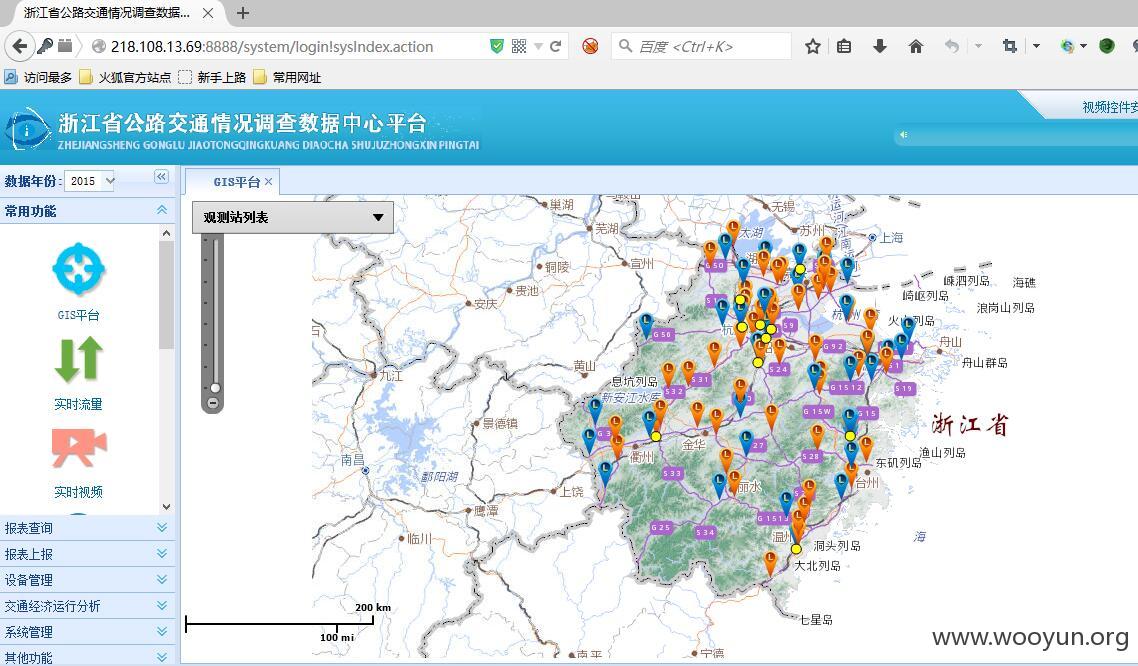 浙江省公路交通情况调查数据...
218.108.13.69:8888/system/login!sysIndex.action
百度 <Ctrl+K>
访问最多 火狐官方站点 新手上路 常用网址
浙江省公路交通情况调查数据中心平台
ZHEJIANGSHENG GONGLU JIAOTONGQINGKUANG DIAOCHA SHUJUZHONGXIN PINGTAI
视频控件安
数据年份: 2015
GIS平台
常用功能
观测站列表
GIS平台
实时流量
实时视频
报表查询
报表上报
设备管理
交通经济运行分析
系统管理
其他功能
巢湖
无锡
芜湖
太湖
苏州
上海
宣州
铜陵
G50
嵊泗列岛
海礁
贵池
安庆
崎岖列岛
浪岗山列岛
火山列岛
G56
S9
舟山
G92
舟山群岛
黄山
S24
九江
息坑列岛
S31
S32
G1512
S19
新安江水库
G15W
G15
浙江省
景德镇
金华
衢州
S28
渔山列岛
南昌
东矶列岛
鄱阳湖
S33
丽水
台州
上饶
鹰潭
G25
S34
G1513
温州
临川
洞头列岛
海
大北列岛
200 km
100 mi
七星岛
南平
宁德
www.wooyun.org